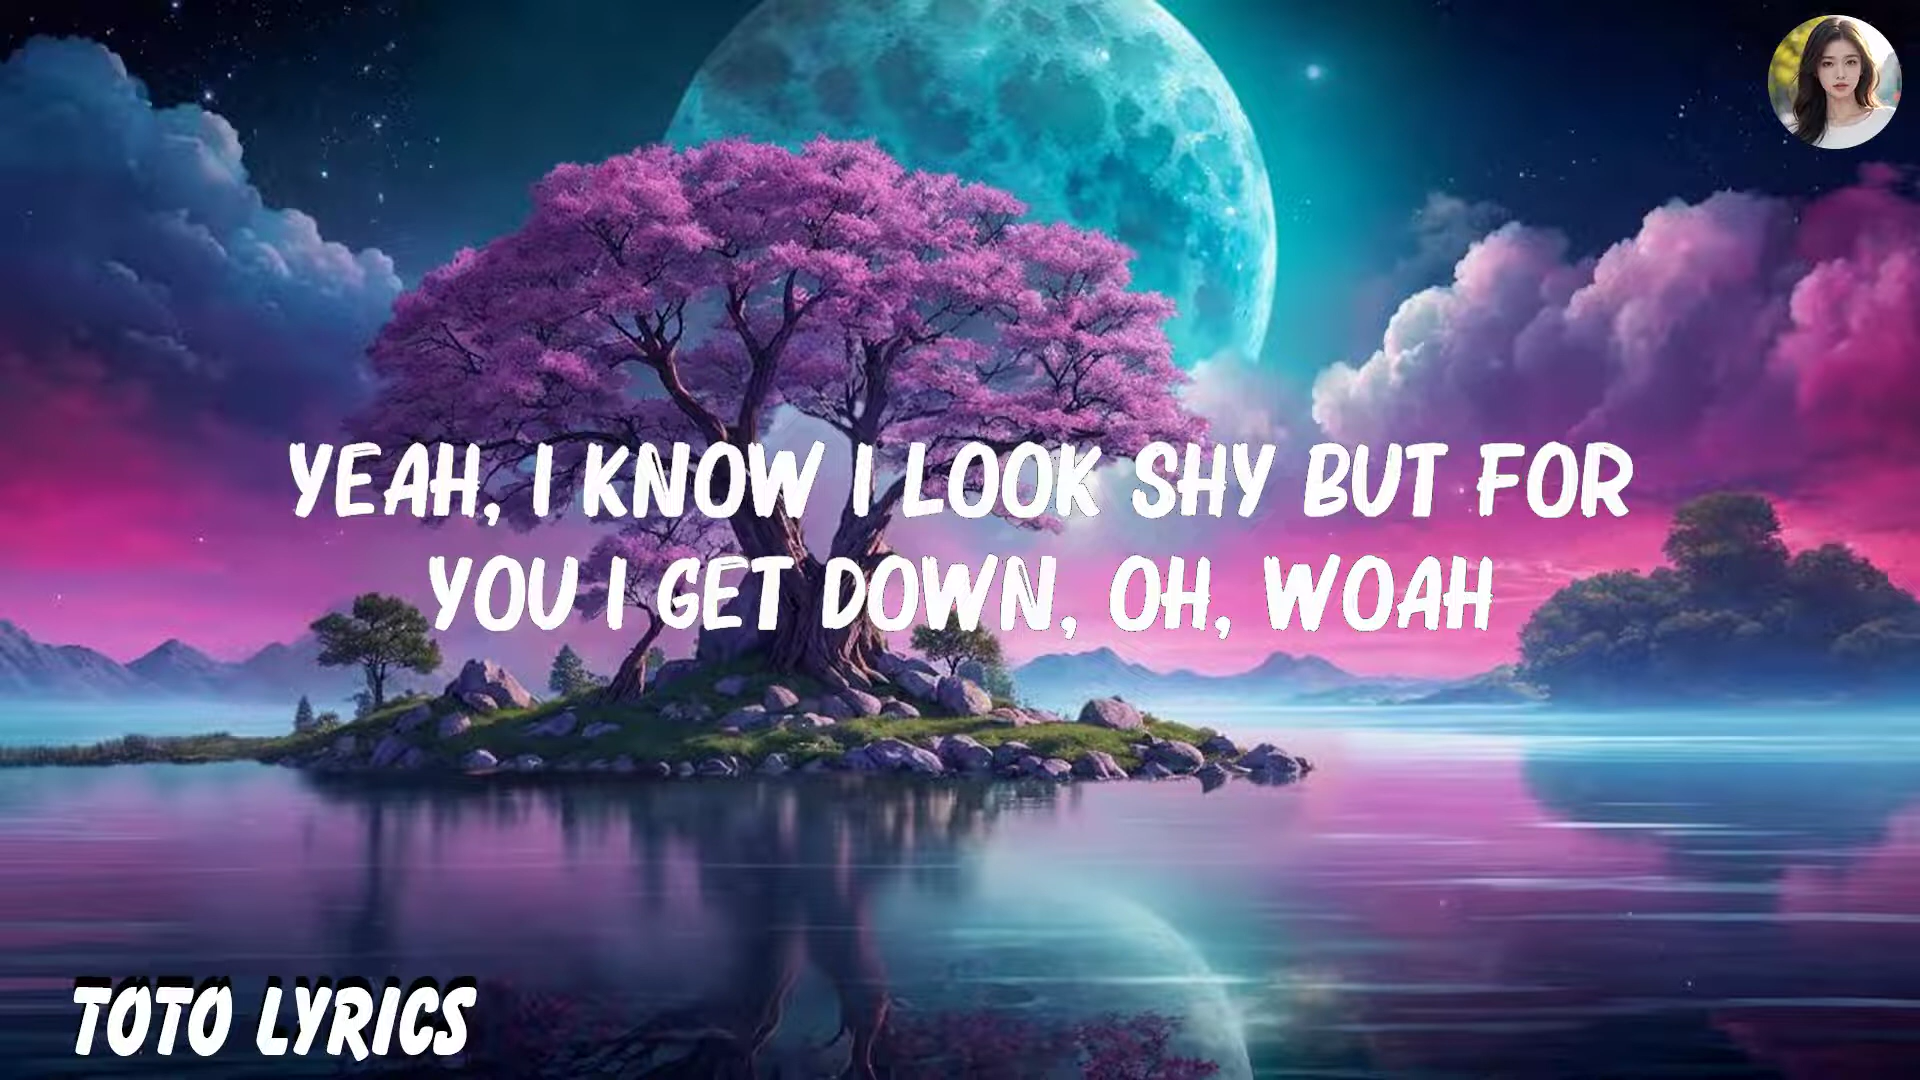 YEAH, I KNOW I LOOK SHY BUT FOR
YOU I GET DOWN, OH, WOAH
TOTO LYRICS